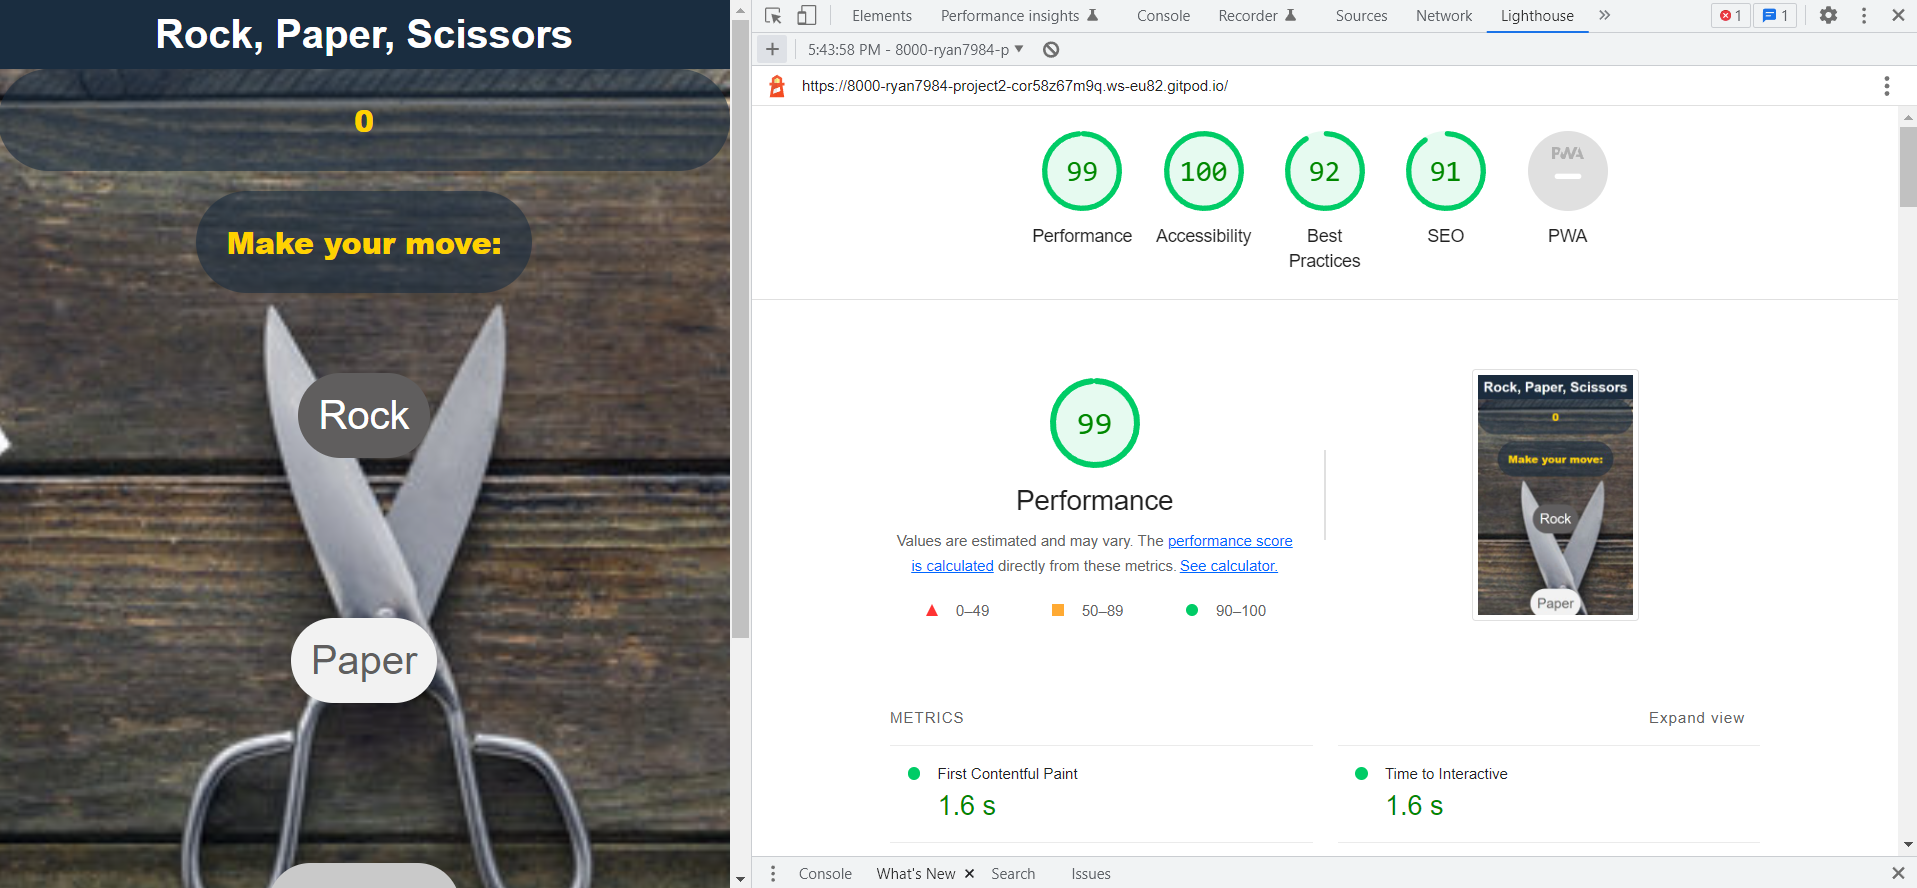 Rock, Paper, Scissors
0
Make your move:
Rock
Paper
Elements Performance insights Console Recorder Sources Network Lighthouse 1 1
5:43:58 PM - 8000-ryan7984-p
https://8000-ryan7984-project2-cor58z67m9q.ws-eu82.gitpod.io/
99 100 92 91 PWA
Performance Accessibility Best Practices SEO PWA
99
Performance
Values are estimated and may vary. The performance score
is calculated directly from these metrics. See calculator.
0–49 50–89 90–100
Rock, Paper, Scissors
0
Make your move:
Rock
Paper
METRICS Expand view
First Contentful Paint
1.6 s
Time to Interactive
1.6 s
Console What's New Search Issues